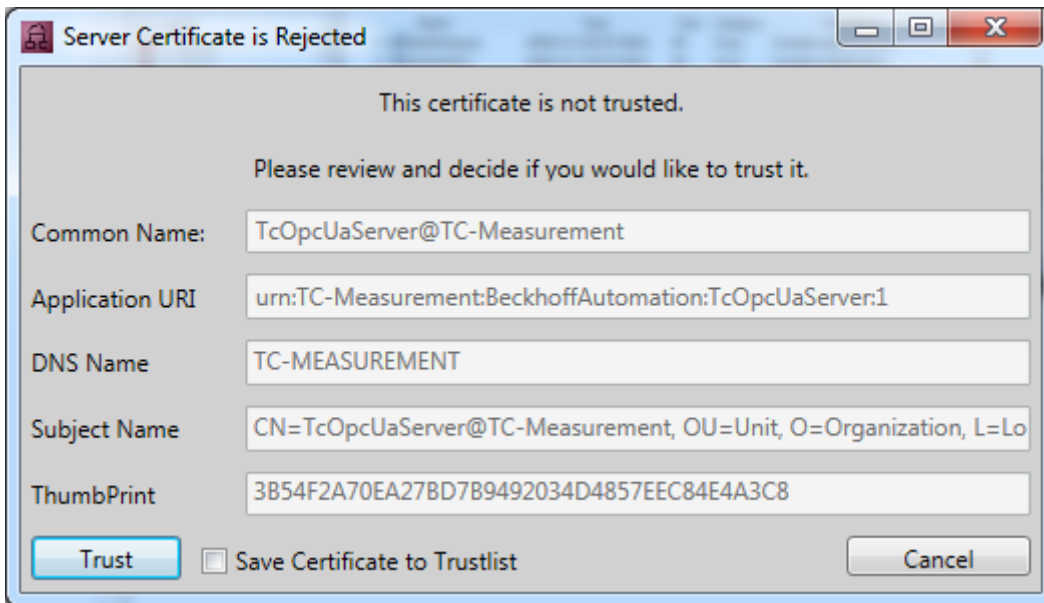 Server Certificate is Rejected
This certificate is not trusted.
Please review and decide if you would like to trust it.
Common Name: TcOpcUaServer@TC-Measurement
Application URI urn:TC-Measurement:BeckhoffAutomation:TcOpcUaServer:1
DNS Name TC-MEASUREMENT
Subject Name CN=TcOpcUaServer@TC-Measurement, OU=Unit, O=Organization, L=Lo
ThumbPrint 3B54F2A70EA27BD7B9492034D4857EEC84E4A3C8
Trust Save Certificate to Trustlist Cancel